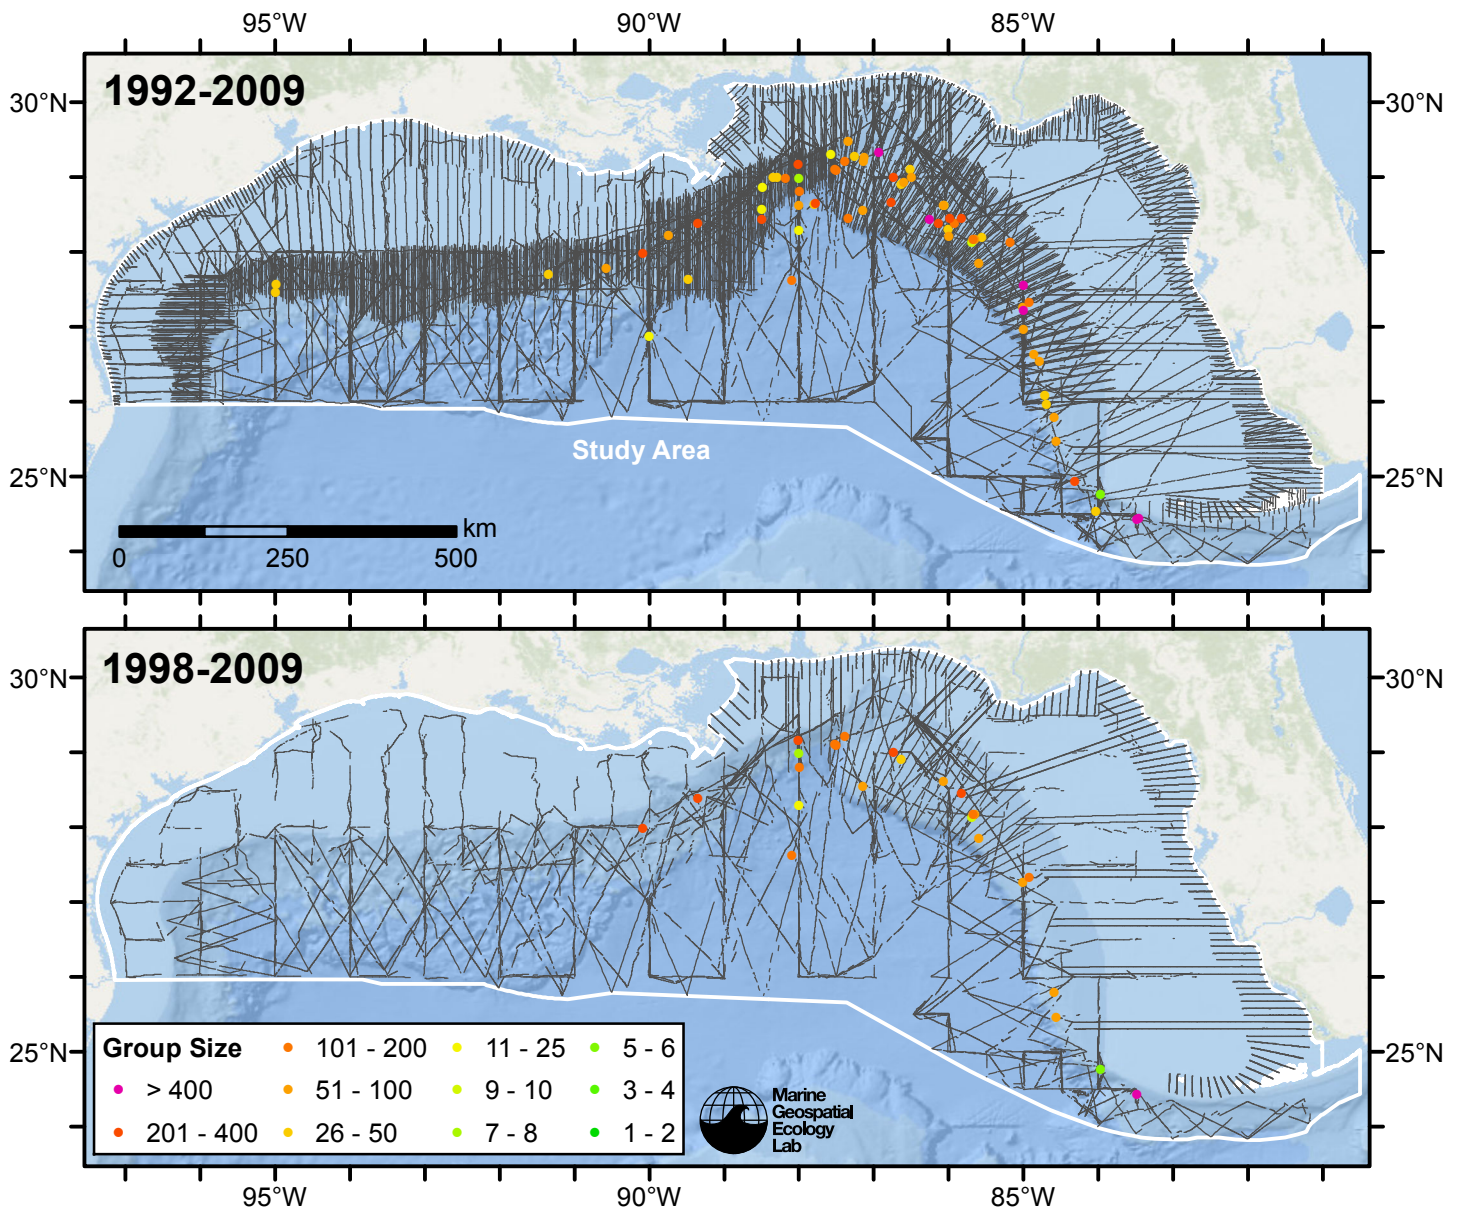 95°W 90°W 85°W
1992-2009
30°N 30°N
Study Area
25°N 25°N
km
0 250 500
1998-2009
30°N 30°N
25°N 25°N
Group Size
> 400
201 - 400
101 - 200
51 - 100
26 - 50
11 - 25
9 - 10
7 - 8
5 - 6
3 - 4
1 - 2
Marine
Geospatial
Ecology
Lab
95°W 90°W 85°W